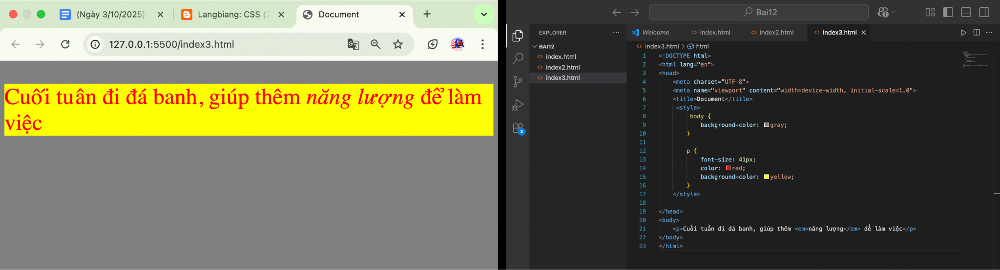 (Ngày 3/10/2025)
Langbiang: CSS (2
Document
127.0.0.1:5500/index3.html
Cuối tuần đi đá banh, giúp thêm năng lượng để làm
việc
Bai12
EXPLORER
BAI12
index.html
index2.html
index3.html
3
Welcome
index.html
index2.html
index3.html
index3.html > html
1 <!DOCTYPE html>
2 <html lang="en">
3 <head>
4 <meta charset="UTF-8">
5 <meta name="viewport" content="width=device-width, initial-scale=1.0">
6 <title>Document</title>
7 <style>
8 body {
9 background-color: gray;
10 }
11
12 p {
13 font-size: 41px;
14 color: red;
15 background-color: yellow;
16 }
17 </style>
18
19 </head>
20 <body>
21 <p>Cuối tuần đi đá banh, giúp thêm <em>năng lượng</em> để làm việc</p>
22 </body>
23 </html>